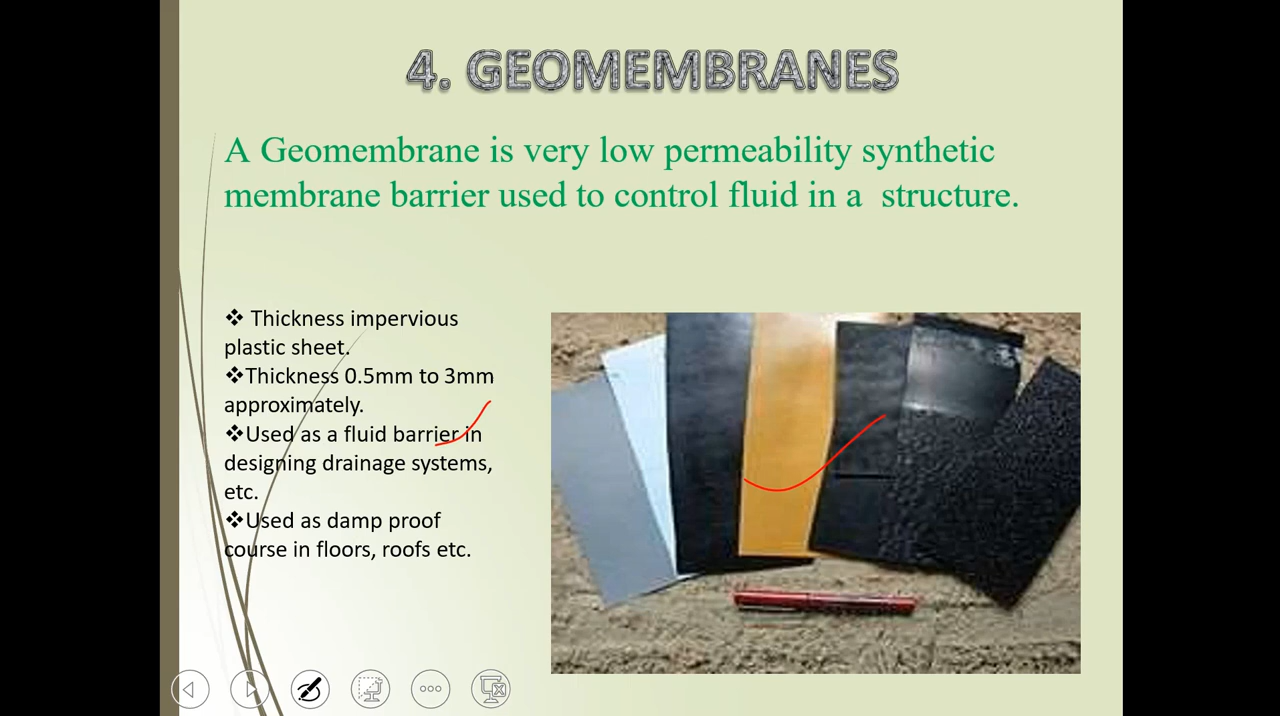 4. GEOMEMBRANES
A Geomembrane is very low permeability synthetic
membrane barrier used to control fluid in a structure.
❖ Thickness impervious
plastic sheet.
❖Thickness 0.5mm to 3mm
approximately.
❖Used as a fluid barrier in
designing drainage systems,
etc.
❖Used as damp proof
course in floors, roofs etc.